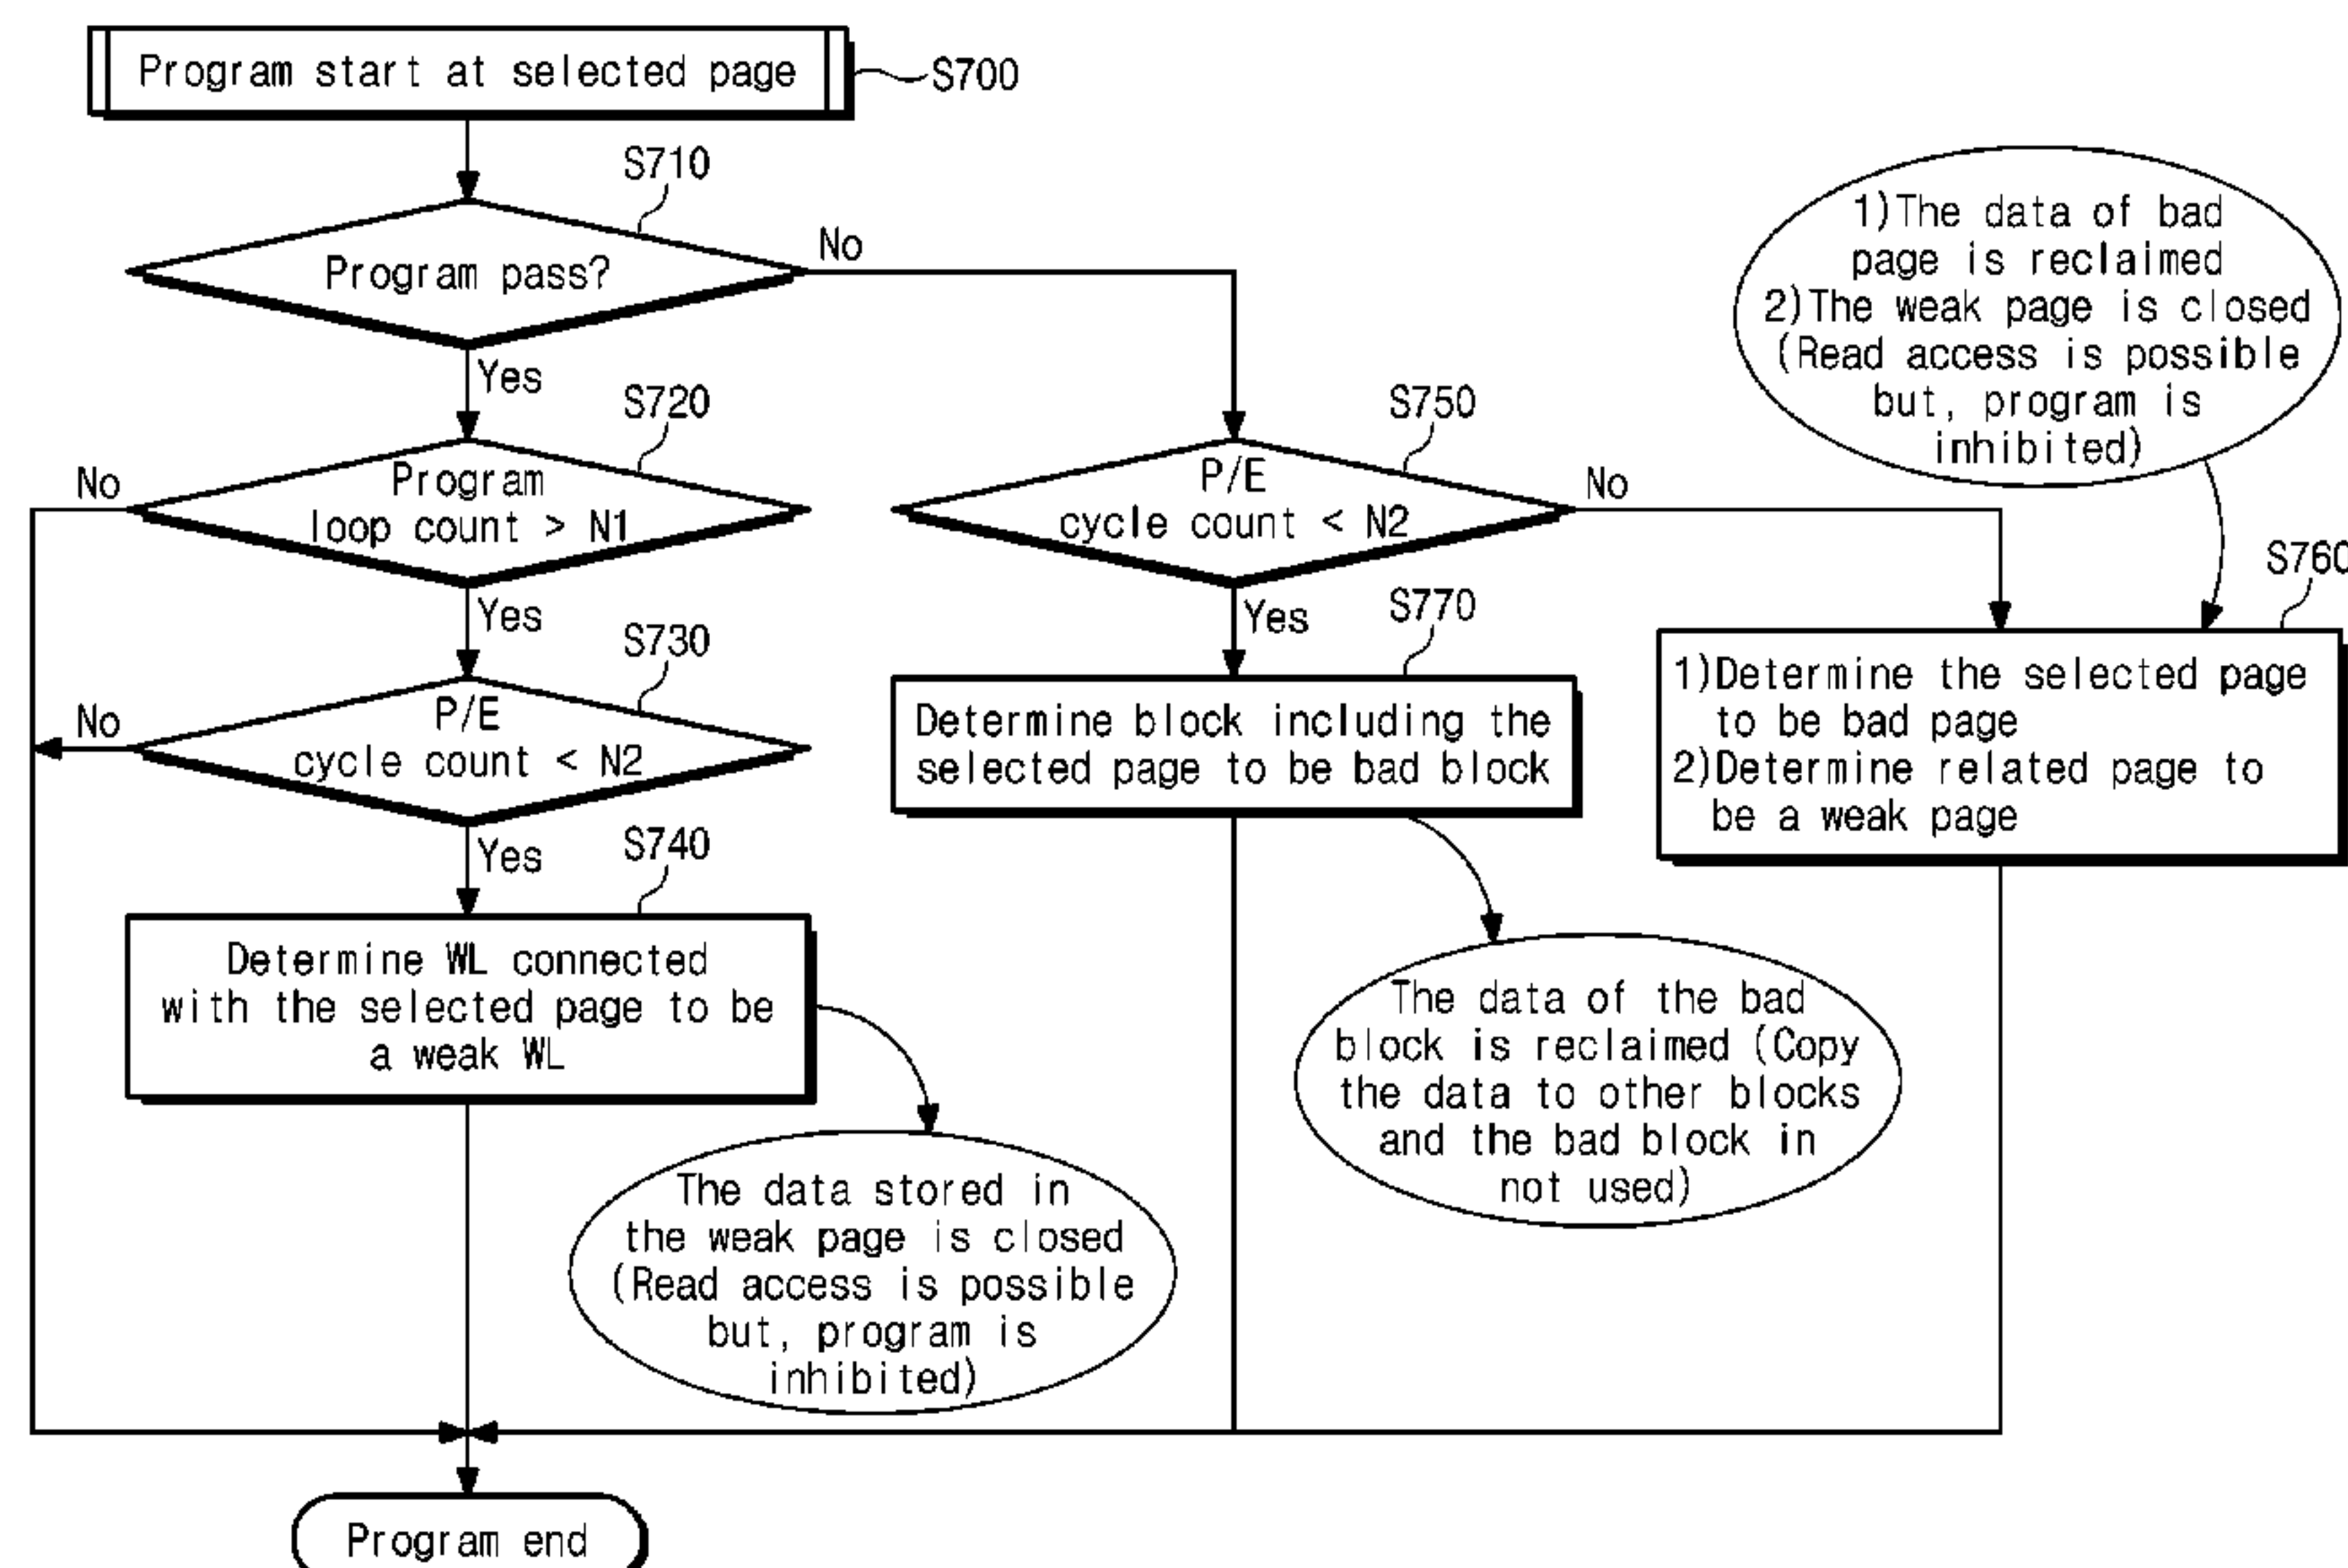 Program start at selected page
S700
S710
Program pass?
No
Yes
S720
Program
loop count > N1
No
Yes
S730
P/E
cycle count < N2
No
Yes
S740
Determine WL connected
with the selected page to be
a weak WL
The data stored in
the weak page is closed
(Read access is possible
but, program is
inhibited)
S750
P/E
cycle count < N2
No
Yes
S770
Determine block including the
selected page to be bad block
The data of the bad
block is reclaimed (Copy
the data to other blocks
and the bad block in
not used)
1)The data of bad
page is reclaimed
2)The weak page is closed
(Read access is possible
but, program is
inhibited)
S760
1)Determine the selected page
to be bad page
2)Determine related page to
be a weak page
Program end